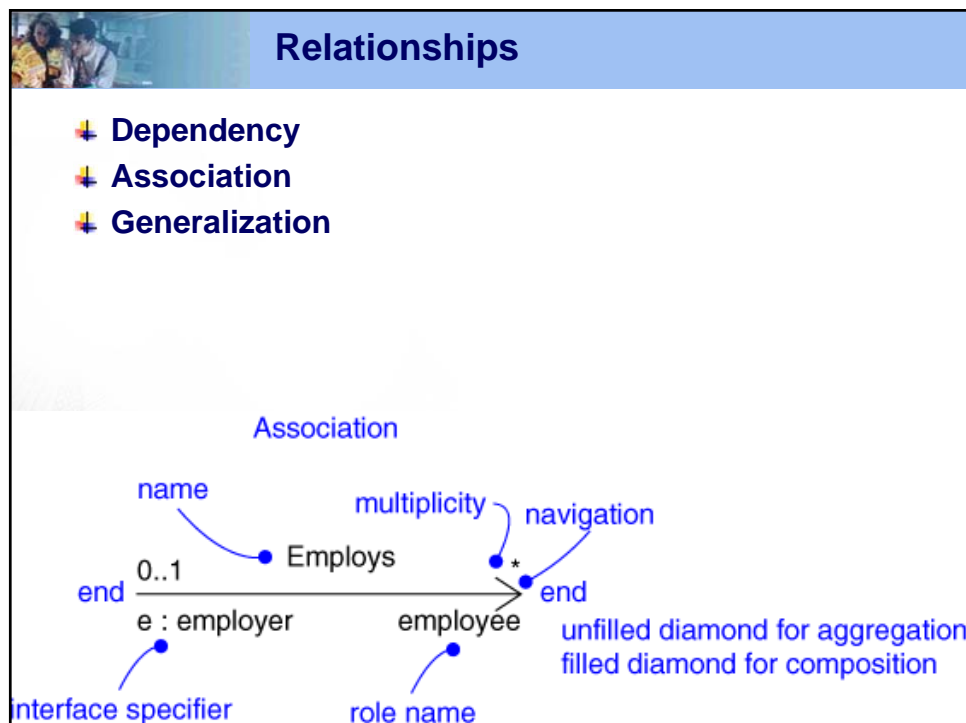 Relationships
Dependency
Association
Generalization
Association
name
multiplicity
navigation
Employs
0..1
*
end
end
e : employer
employee
unfilled diamond for aggregation
filled diamond for composition
interface specifier
role name